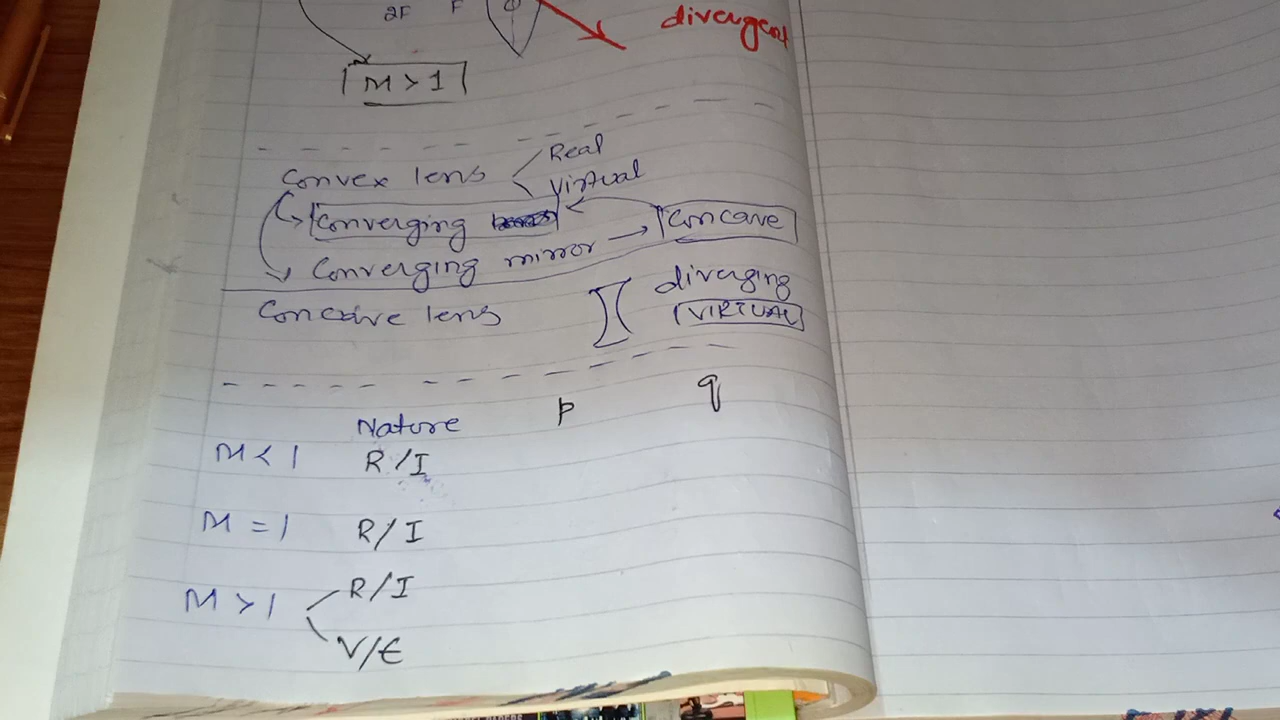 2F F
divergent
M > 1
Real
Convex lens
Virtual
Converging
Concave
Converging mirror →
Concave lens
diverging
VIRTUAL
p q
Nature
M < 1 R/I
M = 1 R/I
M > 1 R/I
V/E